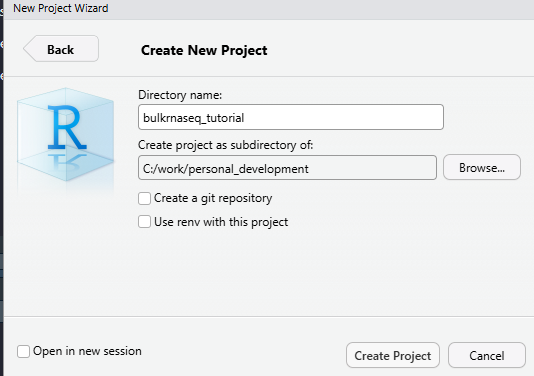 New Project Wizard
Back
Create New Project
R
Directory name:
bulkrnaseq_tutorial
Create project as subdirectory of:
C:/work/personal_development
Browse...
Create a git repository
Use renv with this project
Open in new session
Create Project
Cancel